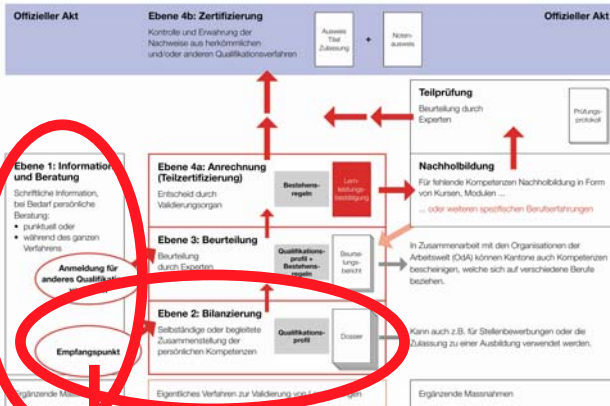 Offizieller Akt
Ebene 4b: Zertifizierung
Kontrolle und Erwahrung der
Nachweise aus herkömmlichen
und/oder anderen Qualifikationsverfahren
Ausweis
Titel
Zulassung
+
Noten-
ausweis
Offizieller Akt
Teilprüfung
Beurteilung durch
Experten
Prüfungs-
protokoll
Ebene 1: Information
und Beratung
Schriftliche Information,
bei Bedarf persönliche
Beratung:
• punktuell oder
• während des ganzen
Verfahrens
Anmeldung für
anderes
Empfangspunkt
Ergänzende
Ebene 4a: Anrechnung
(Teilzertifizierung)
Entscheid durch
Validierungsorgan
Bestehens-
regeln
Lern-
leistungs-
bestätigung
Nachholbildung
Für fehlende Kompetenzen Nachholbildung in Form
von Kursen, Modulen ...
... oder weiteren spezifischen Berufserfahrungen
Ebene 3: Beurteilung
Beurteilung
durch Experten
Qualifikations-
profil +
Bestehens-
regeln
Beurtei-
lungs-
bericht
In Zusammenarbeit mit den Organisationen der
Arbeitswelt (OdA) können Kantone auch Kompetenzen
bescheinigen, welche sich auf verschiedene Berufe
beziehen.
Ebene 2: Bilanzierung
Selbständige oder begleitete
Zusammenstellung der
persönlichen Kompetenzen
Qualifikations-
profil
Dossier
Kann auch z.B. für Stellenbewerbungen oder die
Zulassung zu einer Ausbildung verwendet werden.
Eigentliches Verfahren zur Validierung von
Ergänzende Massnahmen